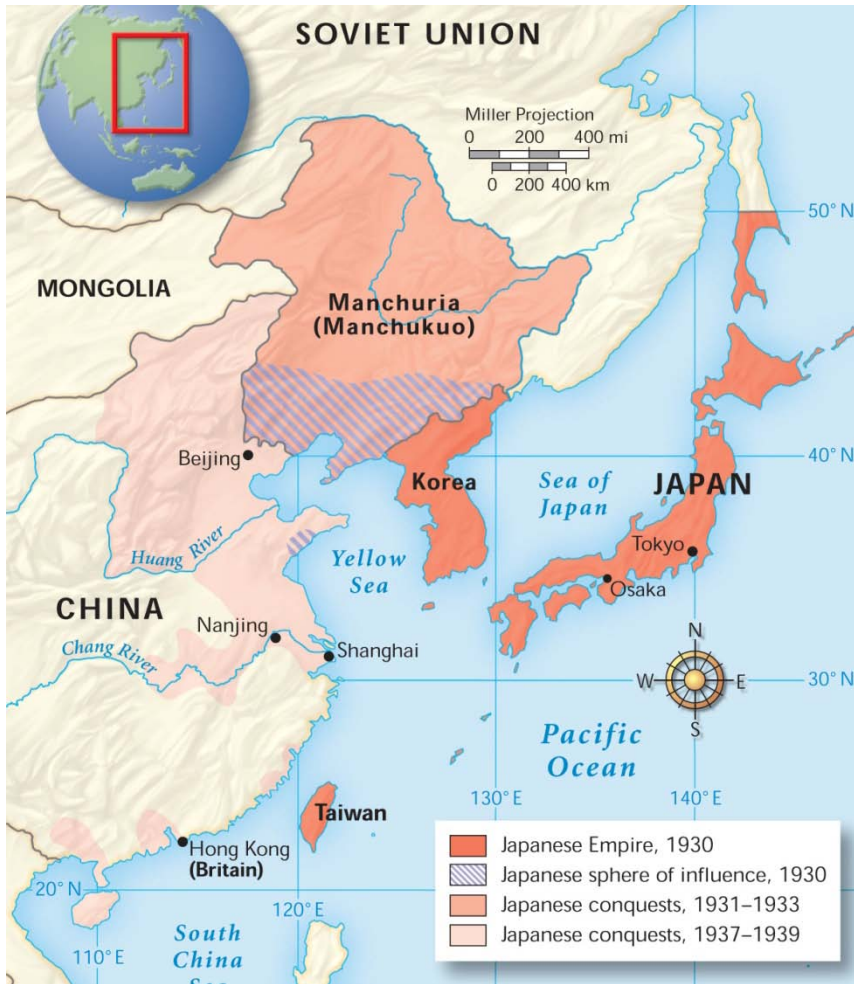 SOVIET UNION
Miller Projection
0 200 400 mi
0 200 400 km
50°N
MONGOLIA
Manchuria
(Manchukuo)
Beijing
40°N
Korea
Sea of
Japan
JAPAN
Huang River
Yellow
Sea
Tokyo
Osaka
CHINA
Nanjing
Chang River
Shanghai
N
W E
S
30°N
Pacific
Ocean
130°E 140°E
Taiwan
Hong Kong
(Britain)
20°N
120°E
110°E
South
China
Japanese Empire, 1930
Japanese sphere of influence, 1930
Japanese conquests, 1931–1933
Japanese conquests, 1937–1939